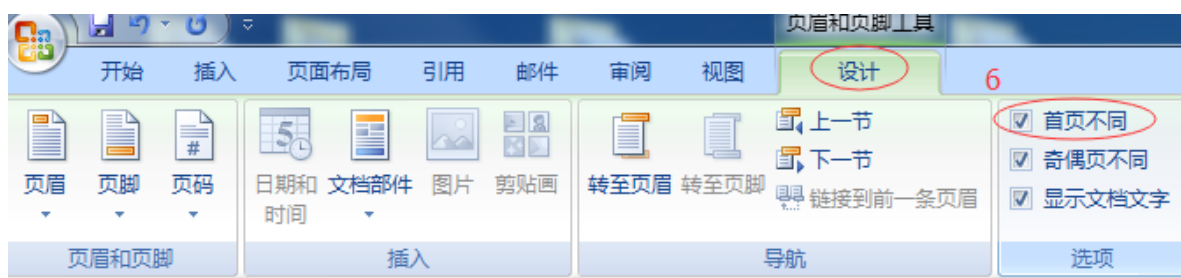 页眉和页脚工具
开始 插入 页面布局 引用 邮件 审阅 视图 设计 6
上一节 首页不同
下一节 奇偶页不同
页眉 页脚 页码 日期和时间 文档部件 图片 剪贴画 转至页眉 转至页脚 链接到前一条页眉 显示文档文字
页眉和页脚 插入 导航 选项